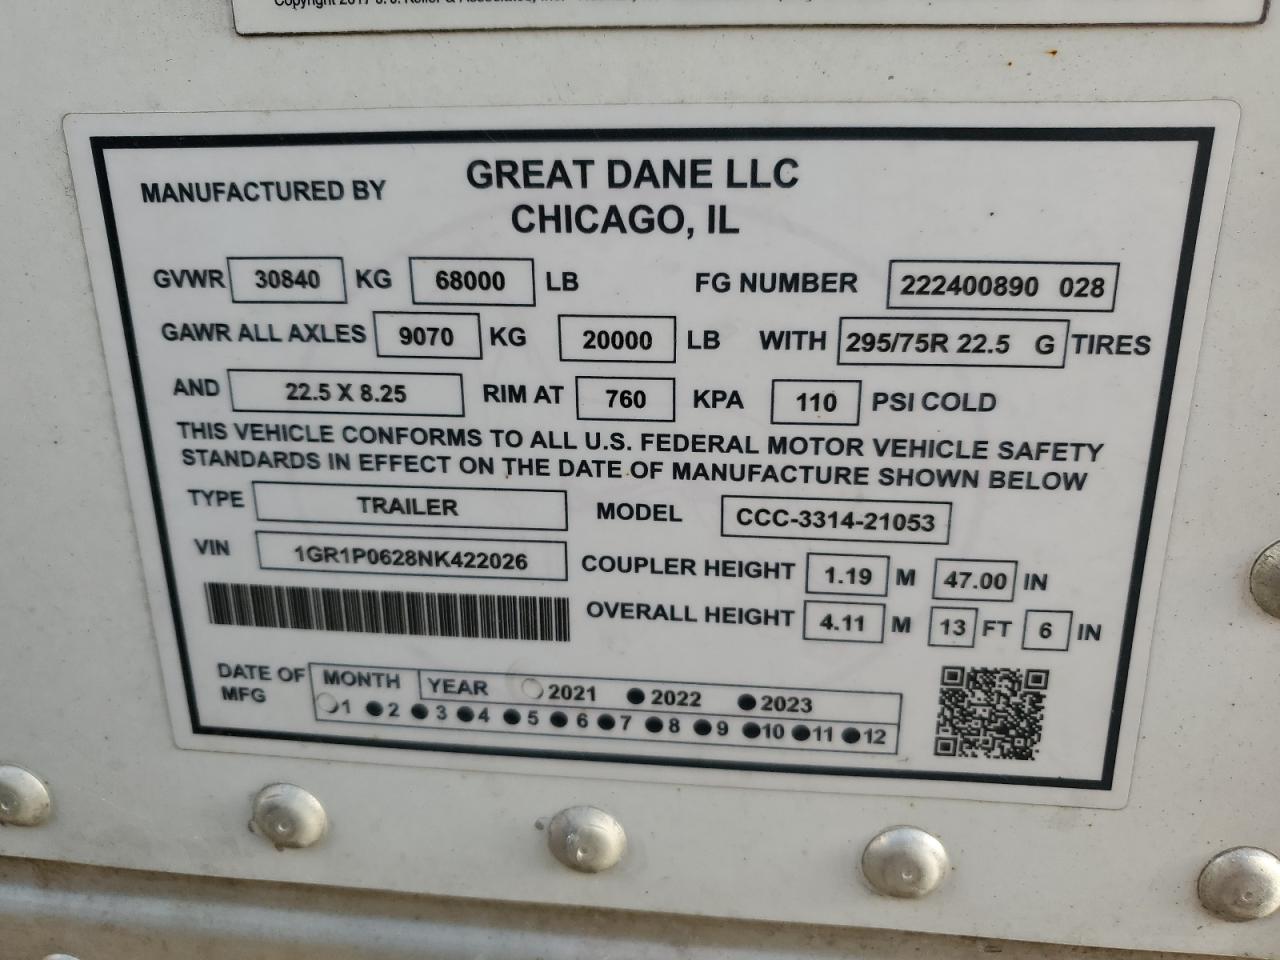 Copyright 2017 J. J. Keller & Associates, Inc.
MANUFACTURED BY GREAT DANE LLC
CHICAGO, IL
GVWR 30840 KG 68000 LB FG NUMBER 222400890 028
GAWR ALL AXLES 9070 KG 20000 LB WITH 295/75R 22.5 G TIRES
AND 22.5 X 8.25 RIM AT 760 KPA 110 PSI COLD
THIS VEHICLE CONFORMS TO ALL U.S. FEDERAL MOTOR VEHICLE SAFETY
STANDARDS IN EFFECT ON THE DATE OF MANUFACTURE SHOWN BELOW
TYPE TRAILER MODEL CCC-3314-21053
VIN 1GR1P0628NK422026 COUPLER HEIGHT 1.19 M 47.00 IN
OVERALL HEIGHT 4.11 M 13 FT 6 IN
DATE OF MFG MONTH YEAR 2021 2022 2023
1 2 3 4 5 6 7 8 9 10 11 12